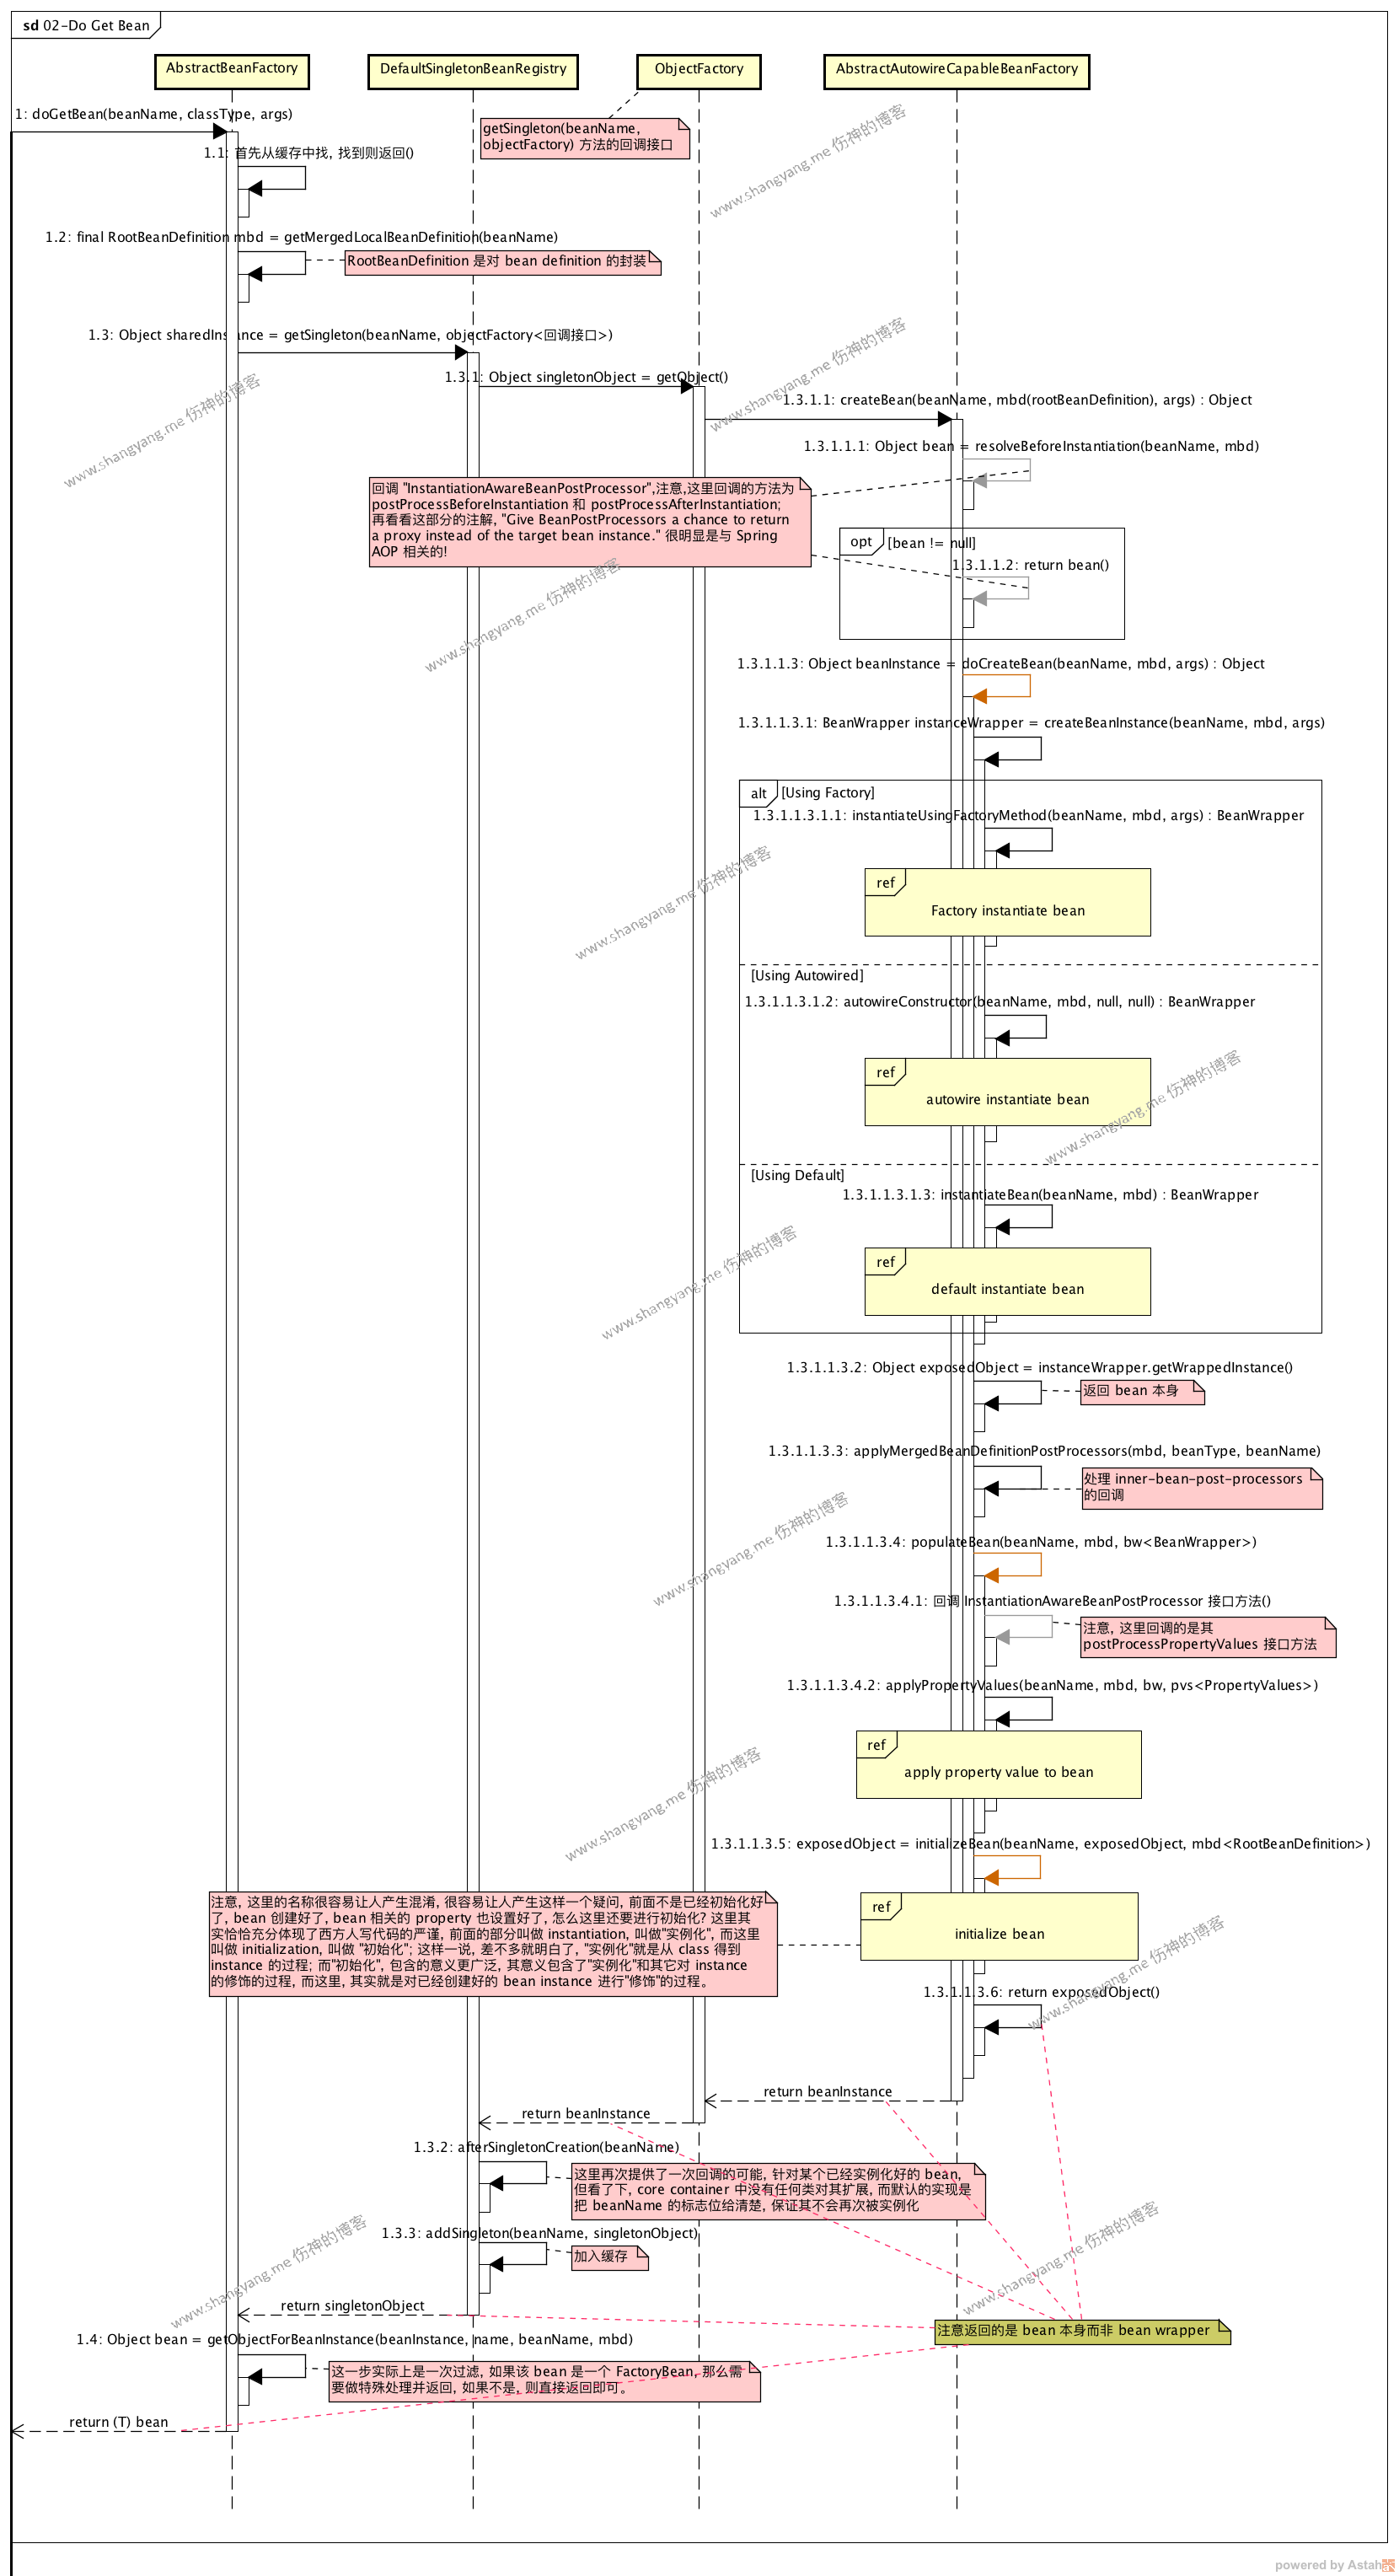 sd 02-Do Get Bean
AbstractBeanFactory
DefaultSingletonBeanRegistry
ObjectFactory
AbstractAutowireCapableBeanFactory
1: doGetBean(beanName, classType, args)
getSingleton(beanName,
objectFactory) 方法的回调接口
www.shangyang.me 伤神的博客
1.1: 首先从缓存中找, 找到则返回()
1.2: final RootBeanDefinition mbd = getMergedLocalBeanDefinition(beanName)
RootBeanDefinition 是对 bean definition 的封装
1.3: Object sharedInstance = getSingleton(beanName, objectFactory<回调接口>)
www.shangyang.me 伤神的博客
1.3.1: Object singletonObject = getObject()
www.shangyang.me 伤神的博客
1.3.1.1: createBean(beanName, mbd(rootBeanDefinition), args) : Object
1.3.1.1.1: Object bean = resolveBeforeInstantiation(beanName, mbd)
回调 "InstantiationAwareBeanPostProcessor",注意,这里回调的方法为
postProcessBeforeInstantiation 和 postProcessAfterInstantiation;
再看看这部分的注解, "Give BeanPostProcessors a chance to return
a proxy instead of the target bean instance." 很明显是与 Spring
AOP 相关的!
opt
[bean != null]
1.3.1.1.2: return bean()
www.shangyang.me 伤神的博客
1.3.1.1.3: Object beanInstance = doCreateBean(beanName, mbd, args) : Object
1.3.1.1.3.1: BeanWrapper instanceWrapper = createBeanInstance(beanName, mbd, args)
alt
[Using Factory]
1.3.1.1.3.1.1: instantiateUsingFactoryMethod(beanName, mbd, args) : BeanWrapper
www.shangyang.me 伤神的博客
ref
Factory instantiate bean
[Using Autowired]
1.3.1.1.3.1.2: autowireConstructor(beanName, mbd, null, null) : BeanWrapper
ref
autowire instantiate bean
www.shangyang.me 伤神的博客
[Using Default]
1.3.1.1.3.1.3: instantiateBean(beanName, mbd) : BeanWrapper
www.shangyang.me 伤神的博客
ref
default instantiate bean
1.3.1.1.3.2: Object exposedObject = instanceWrapper.getWrappedInstance()
返回 bean 本身
1.3.1.1.3.3: applyMergedBeanDefinitionPostProcessors(mbd, beanType, beanName)
处理 inner-bean-post-processors
的回调
www.shangyang.me 伤神的博客
1.3.1.1.3.4: populateBean(beanName, mbd, bw<BeanWrapper>)
1.3.1.1.3.4.1: 回调 InstantiationAwareBeanPostProcessor 接口方法()
注意, 这里回调的是其
postProcessPropertyValues 接口方法
1.3.1.1.3.4.2: applyPropertyValues(beanName, mbd, bw, pvs<PropertyValues>)
ref
apply property value to bean
www.shangyang.me 伤神的博客
1.3.1.1.3.5: exposedObject = initializeBean(beanName, exposedObject, mbd<RootBeanDefinition>)
注意, 这里的名称很容易让人产生混淆, 很容易让人产生这样一个疑问, 前面不是已经初始化好
了, bean 创建好了, bean 相关的 property 也设置好了, 怎么这里还要进行初始化? 这里其
实恰恰充分体现了西方人写代码的严谨, 前面的部分叫做 instantiation, 叫做"实例化", 而这里
叫做 initialization, 叫做 "初始化"; 这样一说, 差不多就明白了, "实例化"就是从 class 得到
instance 的过程; 而"初始化", 包含的意义更广泛, 其意义包含了"实例化"和其它对 instance
的修饰的过程, 而这里, 其实就是对已经创建好的 bean instance 进行"修饰"的过程。
ref
initialize bean
www.shangyang.me 伤神的博客
1.3.1.1.3.6: return exposedObject()
return beanInstance
return beanInstance
1.3.2: afterSingletonCreation(beanName)
这里再次提供了一次回调的可能, 针对某个已经实例化好的 bean,
但看了下, core container 中没有任何类对其扩展, 而默认的实现是
把 beanName 的标志位给清楚, 保证其不会再次被实例化
1.3.3: addSingleton(beanName, singletonObject)
加入缓存
www.shangyang.me 伤神的博客
www.shangyang.me 伤神的博客
return singletonObject
注意返回的是 bean 本身而非 bean wrapper
1.4: Object bean = getObjectForBeanInstance(beanInstance, name, beanName, mbd)
这一步实际上是一次过滤, 如果该 bean 是一个 FactoryBean, 那么需
要做特殊处理并返回, 如果不是, 则直接返回即可。
return (T) bean
powered by Astah